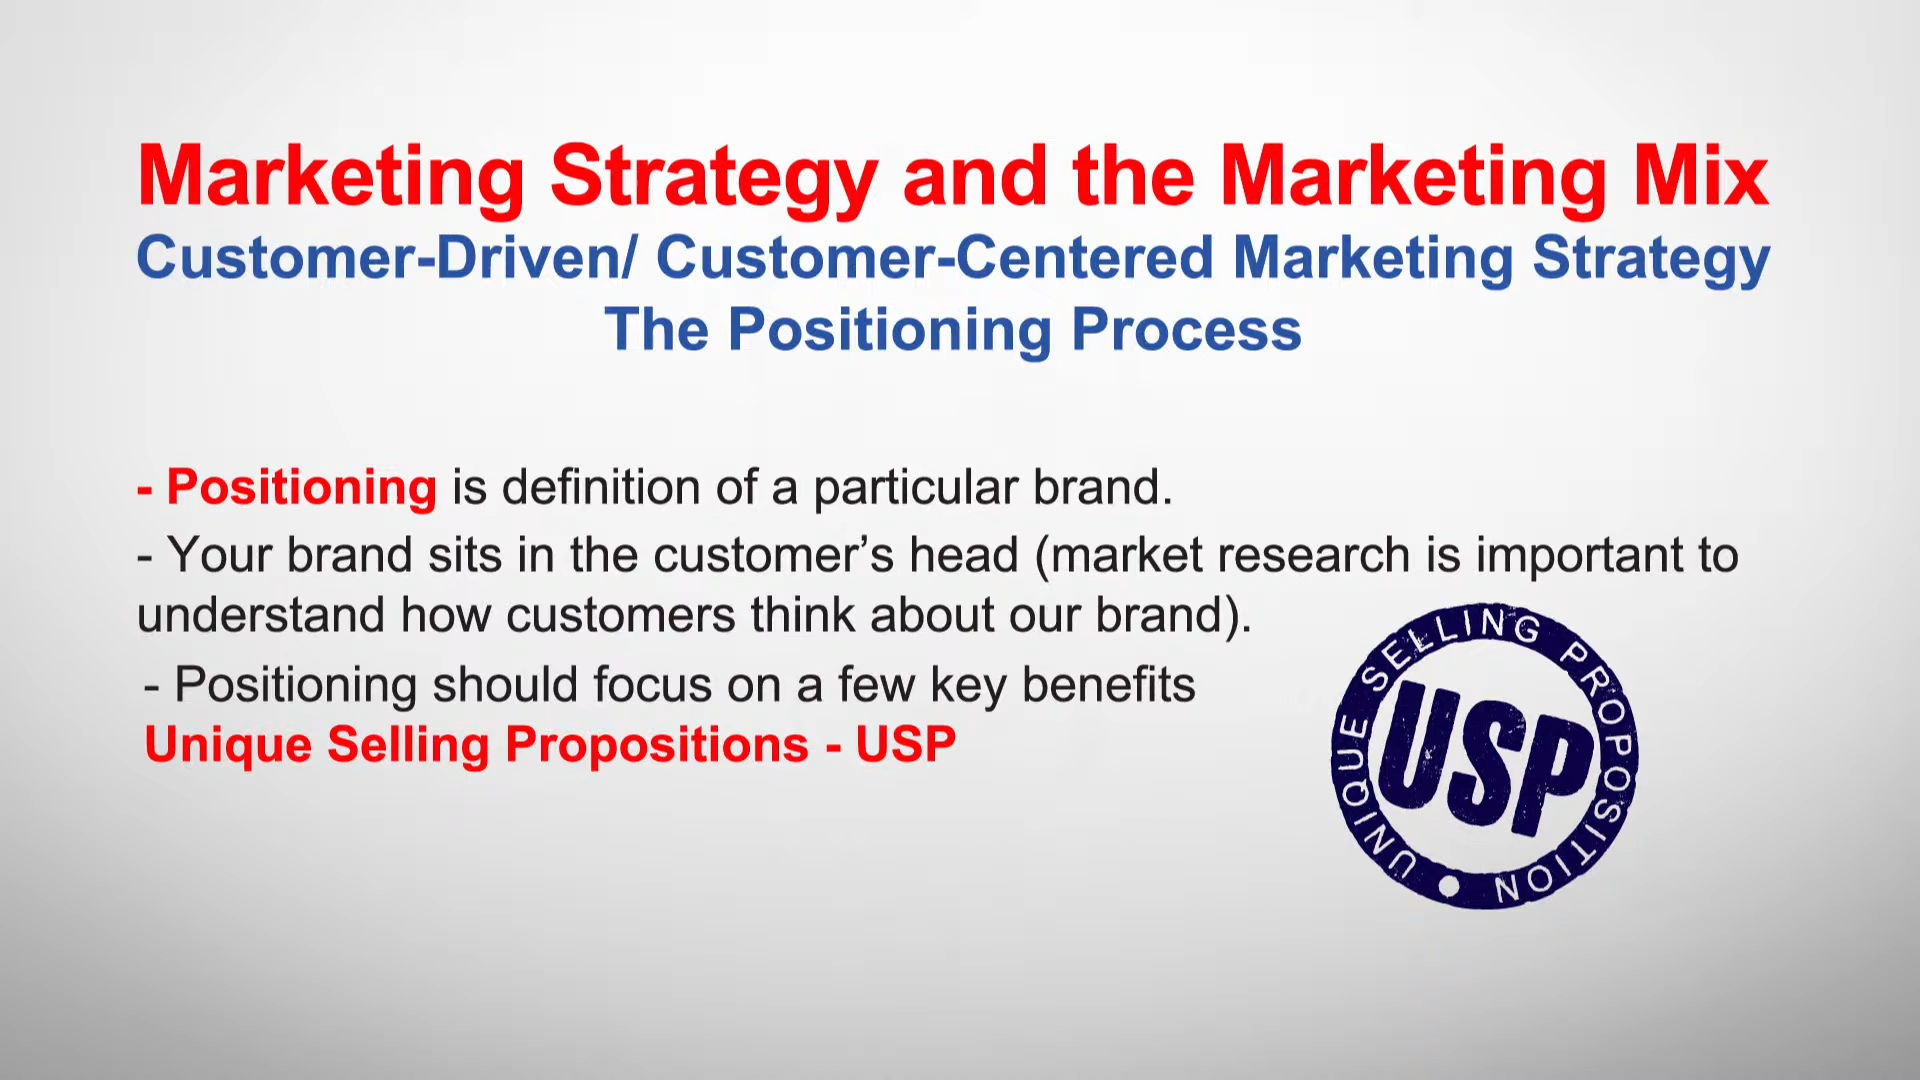 Marketing Strategy and the Marketing Mix
Customer-Driven/ Customer-Centered Marketing Strategy
The Positioning Process
- Positioning is definition of a particular brand.
- Your brand sits in the customer’s head (market research is important to
understand how customers think about our brand).
- Positioning should focus on a few key benefits
Unique Selling Propositions - USP
UNIQUE SELLING PROPOSITION •
USP